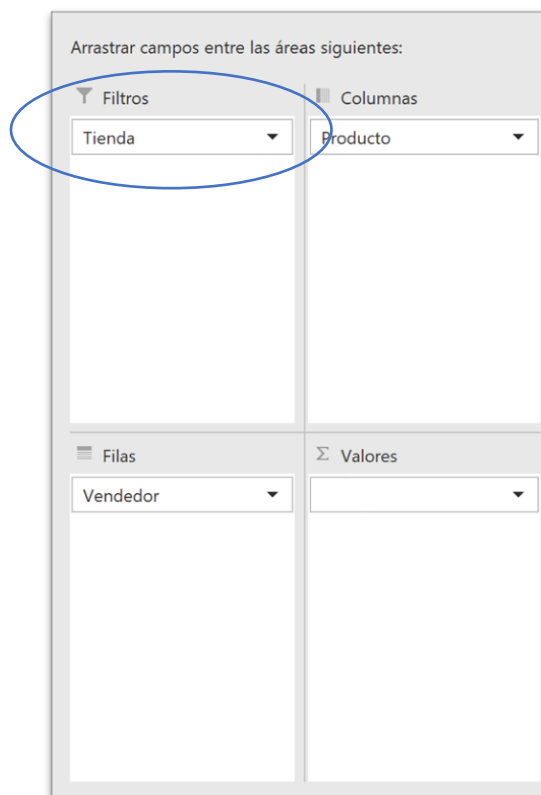 Arrastrar campos entre las áreas siguientes:
Filtros
Columnas
Tienda
Producto
Filas
Σ Valores
Vendedor